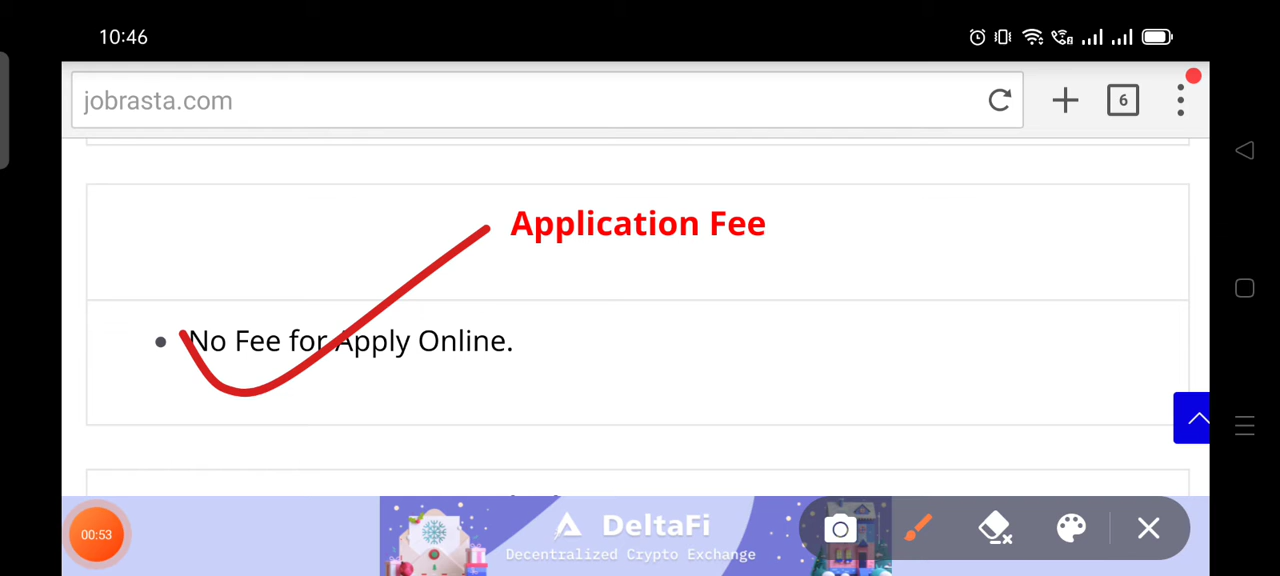 10:46
jobrasta.com
6
Application Fee
No Fee for Apply Online.
00:53
DeltaFi
Decentralized Crypto Exchange